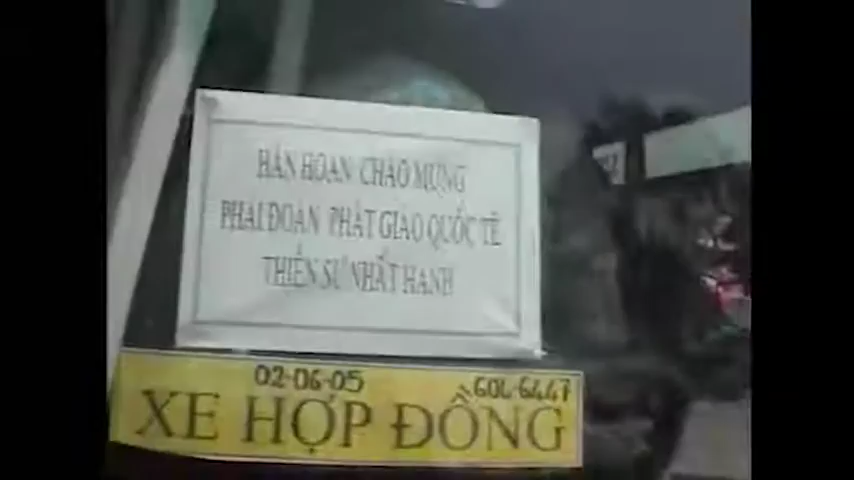 HÂN HOAN CHÀO MỪNG
PHÁI ĐOÀN PHẬT GIÁO QUỐC TẾ
THIỀN SƯ NHẤT HẠNH
02-06-05 60L-6447
XE HỢP ĐỒNG